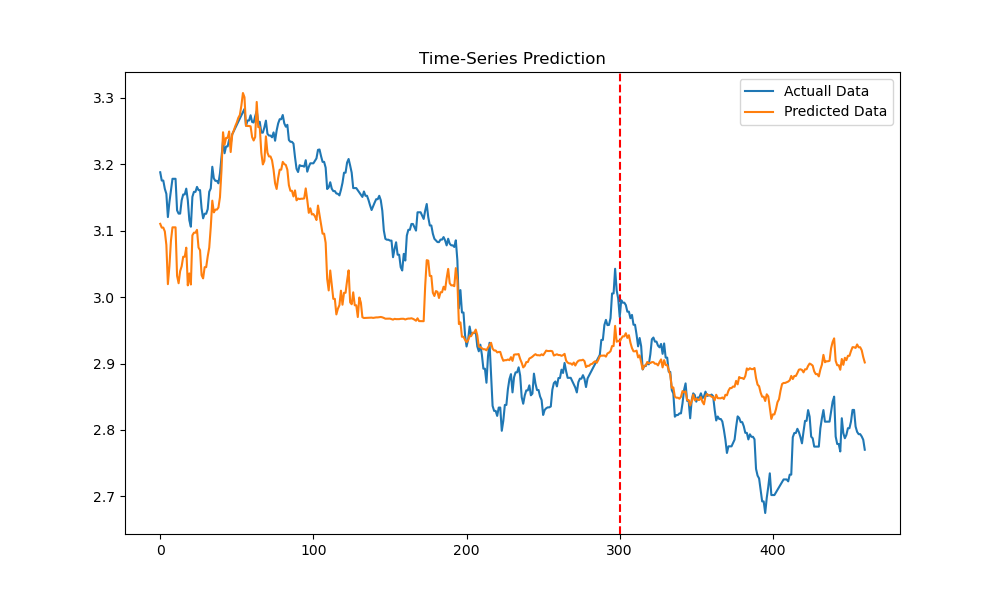 Time-Series Prediction
Actuall Data
Predicted Data
3.3
3.2
3.1
3.0
2.9
2.8
2.7
0 100 200 300 400